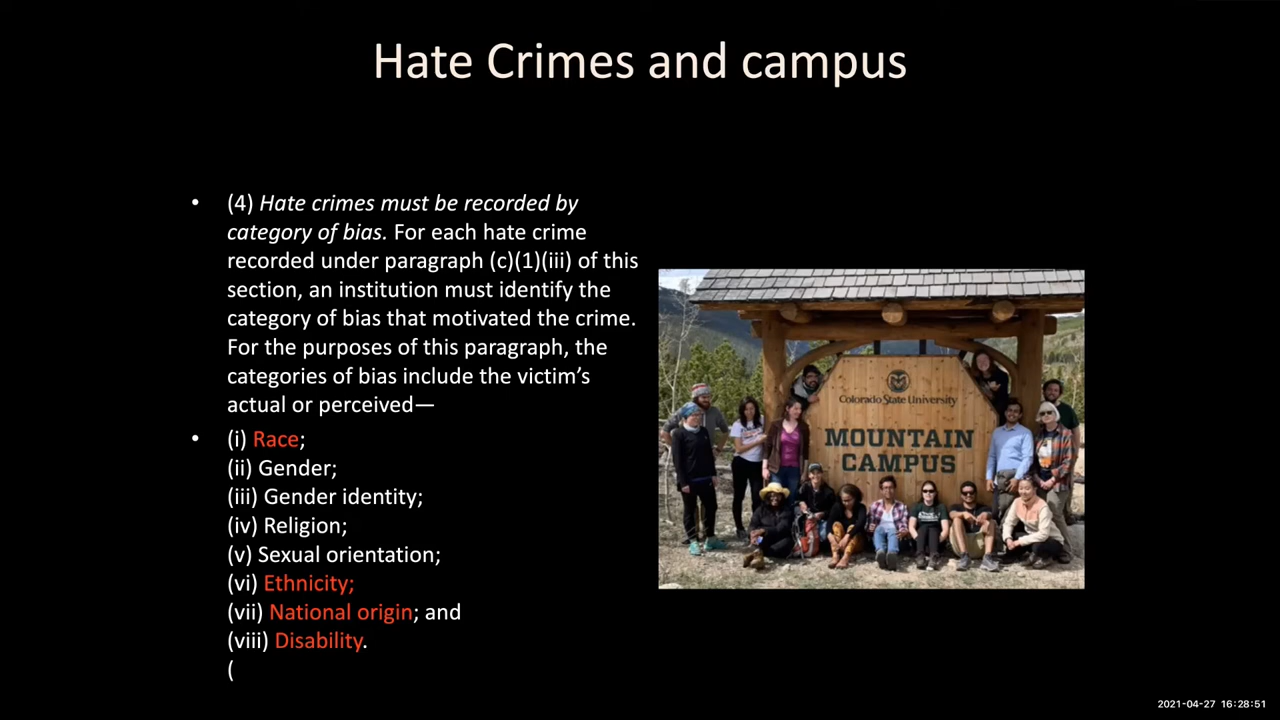 Hate Crimes and campus
• (4) Hate crimes must be recorded by
category of bias. For each hate crime
recorded under paragraph (c)(1)(iii) of this
section, an institution must identify the
category of bias that motivated the crime.
For the purposes of this paragraph, the
categories of bias include the victim’s
actual or perceived—
• (i) Race;
(ii) Gender;
(iii) Gender identity;
(iv) Religion;
(v) Sexual orientation;
(vi) Ethnicity;
(vii) National origin; and
(viii) Disability.
(
Colorado State University
MOUNTAIN
CAMPUS
2021-04-27 16:28:51